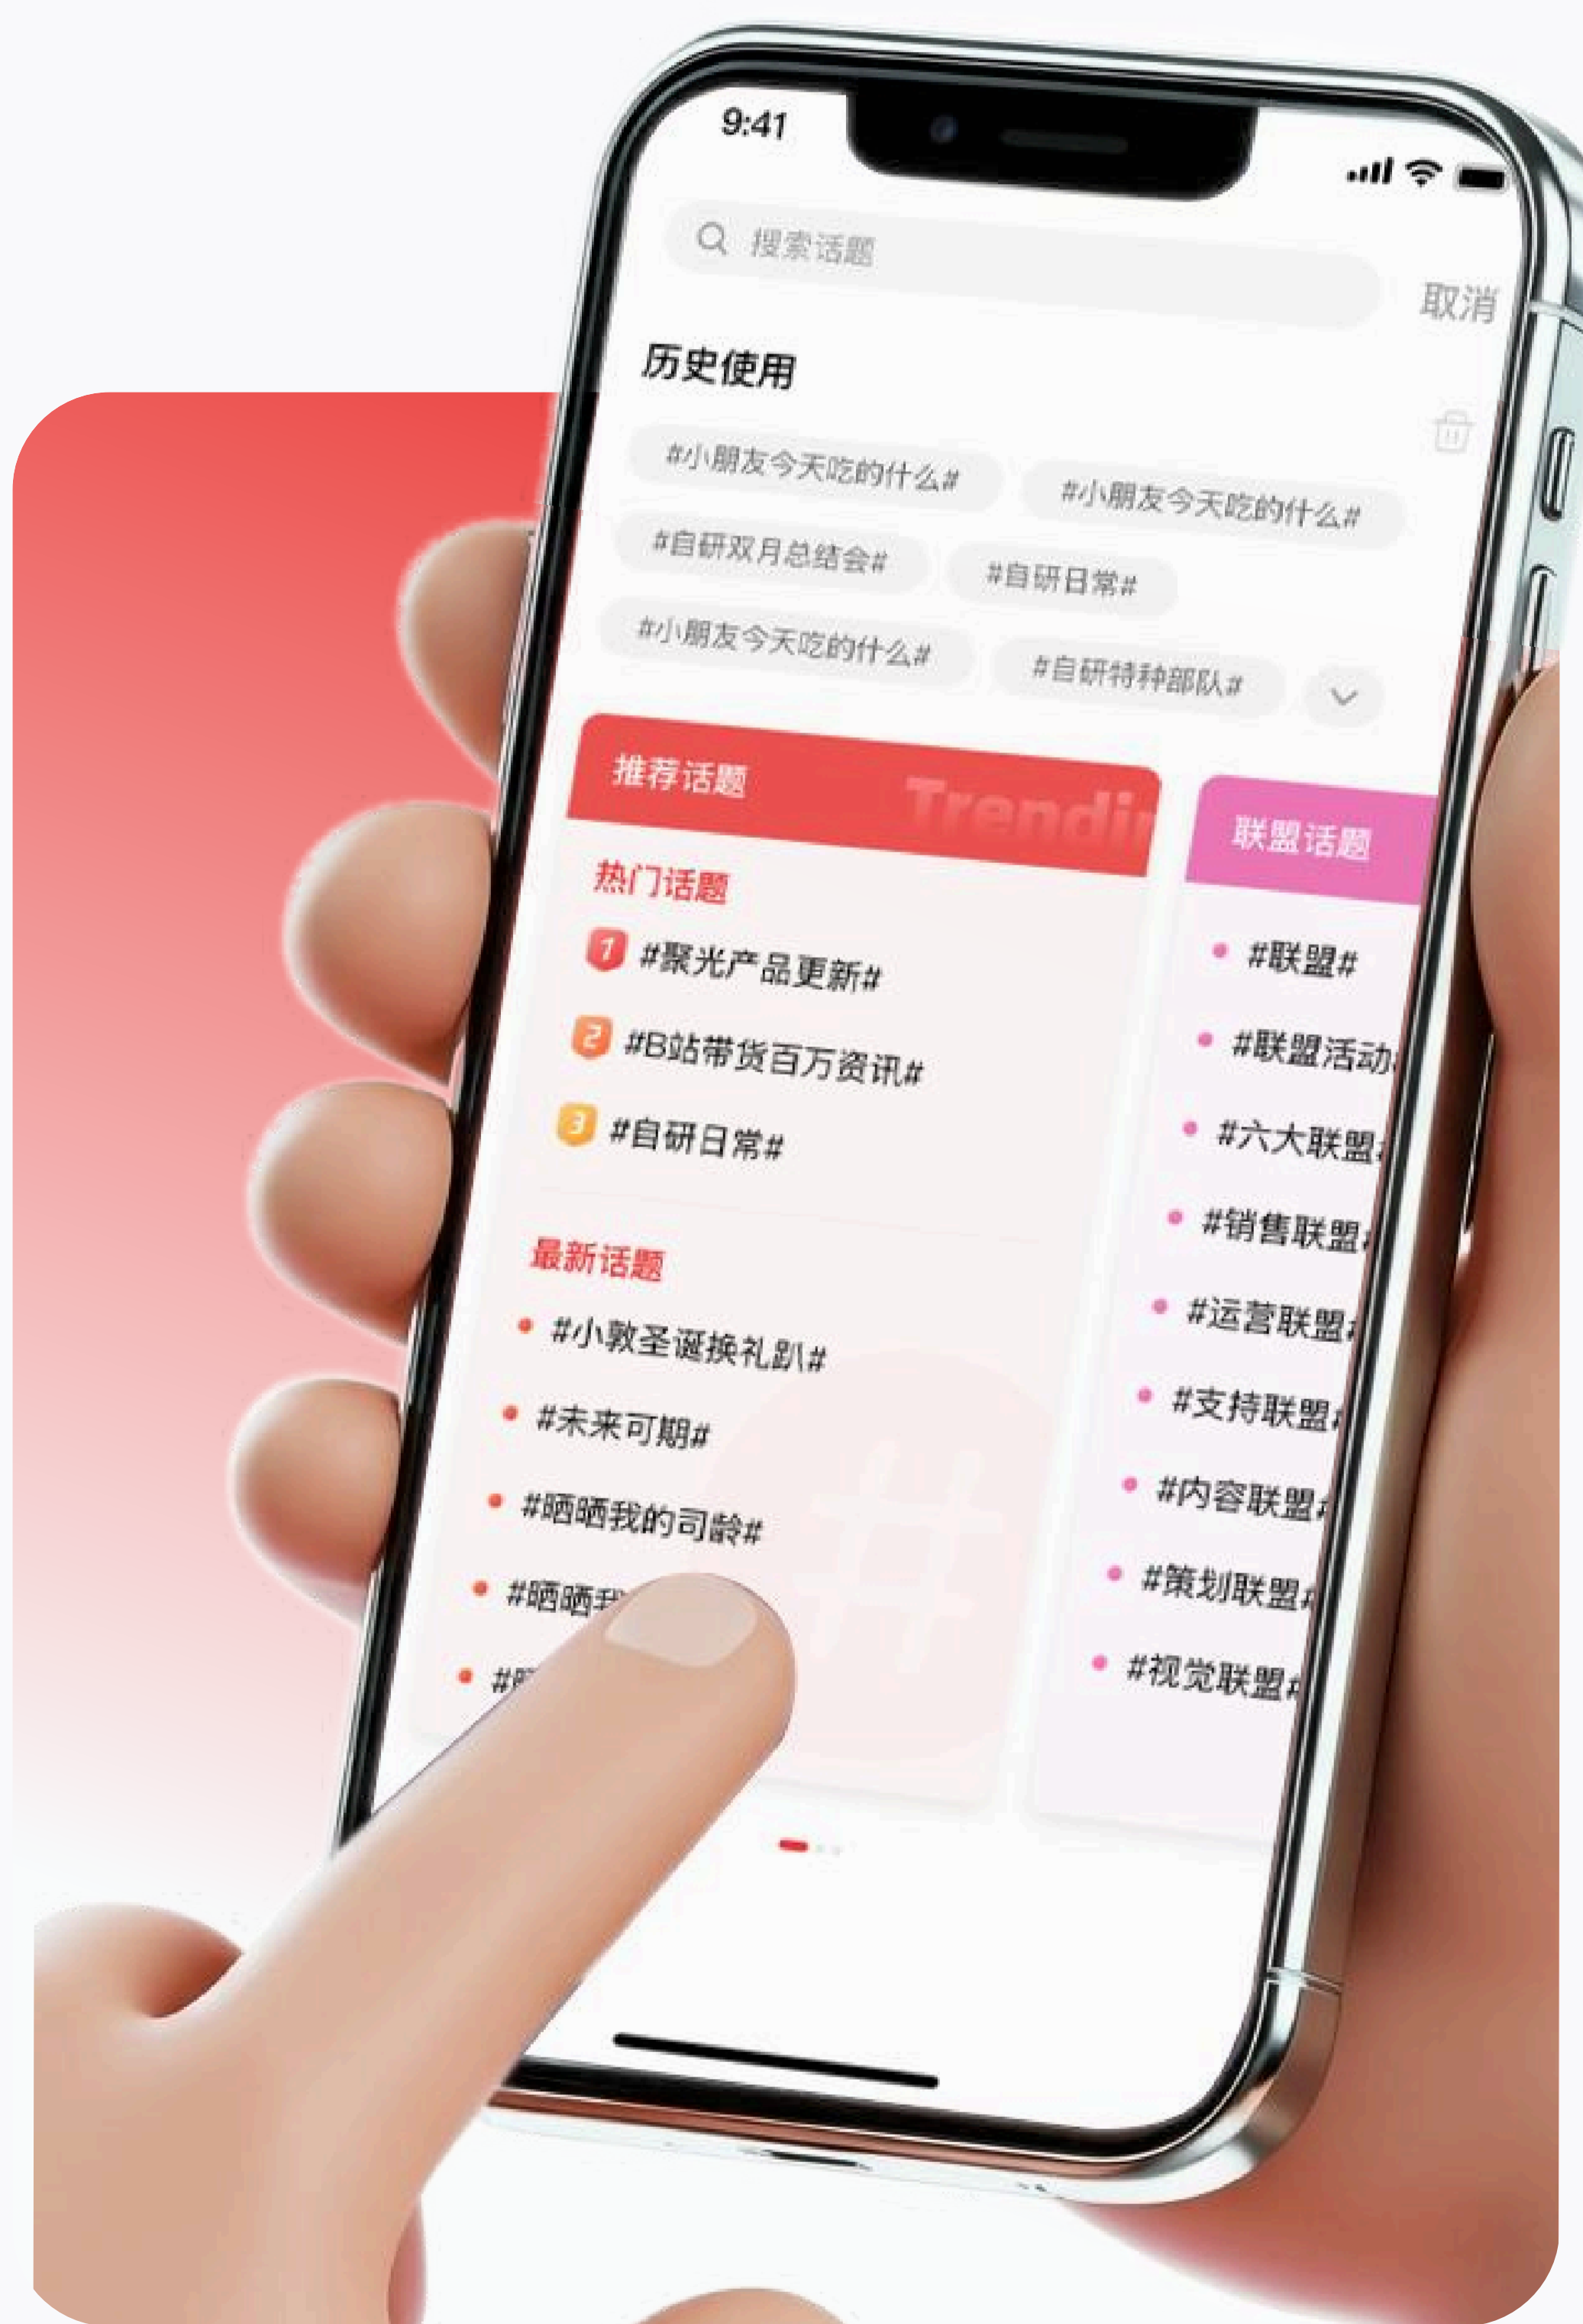 9:41
搜索话题
取消
历史使用
#小朋友今天吃的什么# #小朋友今天吃的什么#
#自研双月总结会# #自研日常#
#小朋友今天吃的什么# #自研特种部队#
推荐话题 Trendin
热门话题
1 #聚光产品更新#
2 #B站带货百万资讯#
3 #自研日常#
最新话题
#小敦圣诞换礼趴#
#未来可期#
#晒晒我的司龄#
#晒晒我
#晒
联盟话题
#联盟#
#联盟活动#
#六大联盟#
#销售联盟#
#运营联盟#
#支持联盟#
#内容联盟#
#策划联盟#
#视觉联盟#